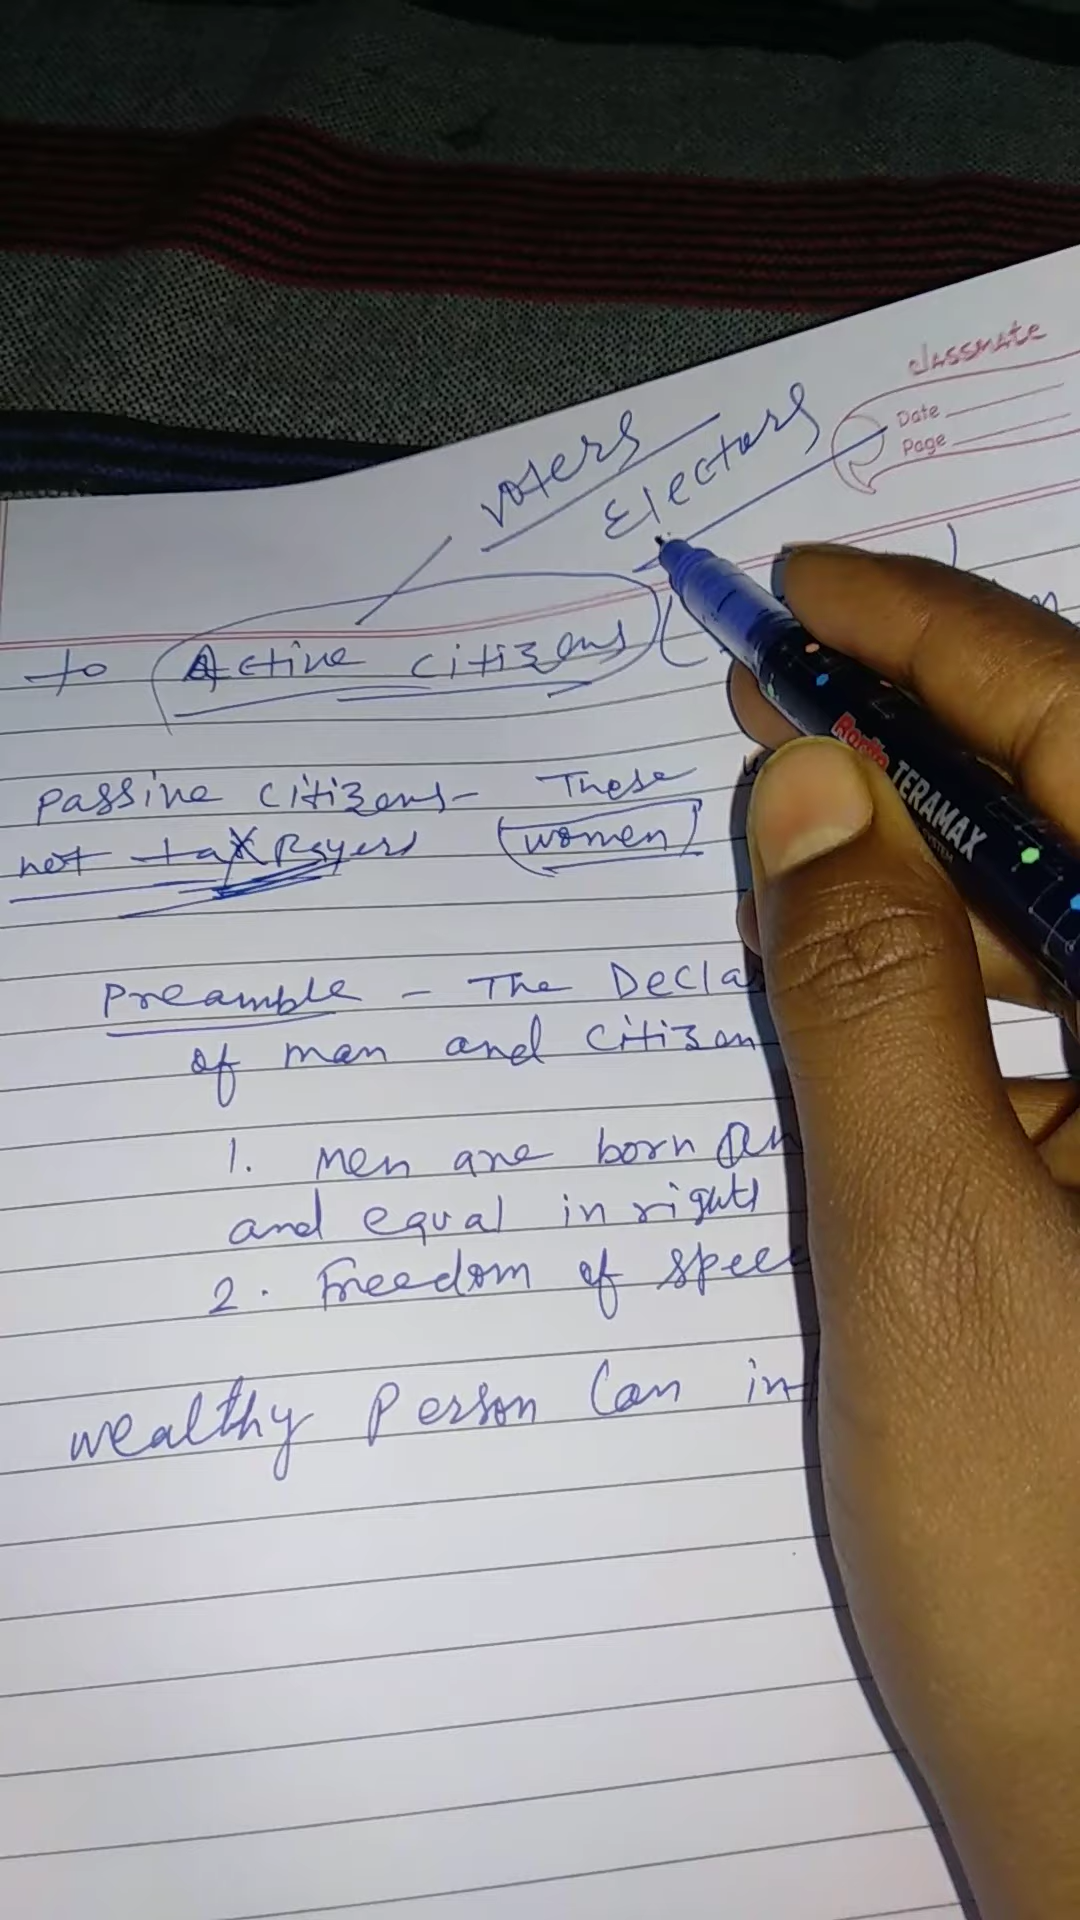 classmate
Date
Page
voters
Electors
to Active citizens (
passive citizens- These
not tax Payers (women)
Preamble - The Decla
of man and citizen
1. Men are born
and equal in rights
2. Freedom of spee
wealthy Person Can in
Rorito TERAMAX
SYSTEM